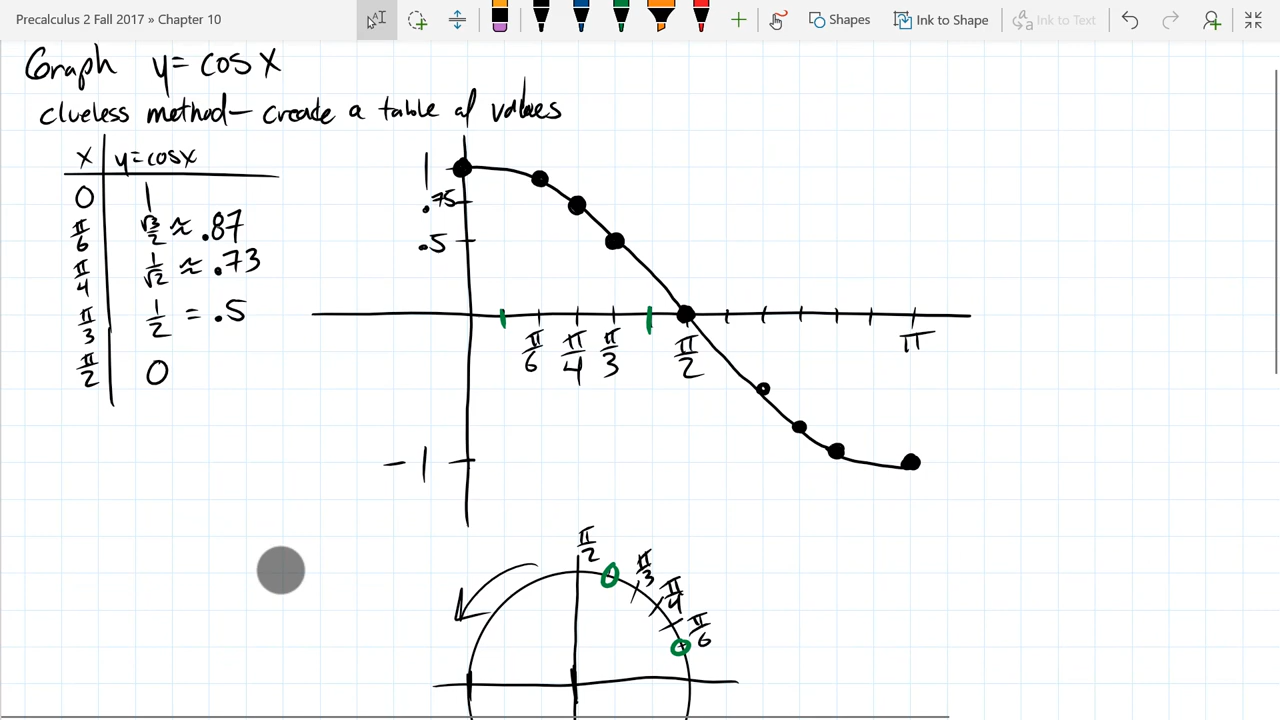 Precalculus 2 Fall 2017 » Chapter 10
Shapes
Ink to Shape
Ink to Text
Graph y = cos x
clueless method – create a table of values
x | y = cos x
0 | 1
π/6 | √3/2 ≈ .87
π/4 | 1/√2 ≈ .73
π/3 | 1/2 = .5
π/2 | 0
1
.75
.5
-1
π/6 π/4 π/3 π/2 π
π/2
π/3
π/4
π/6